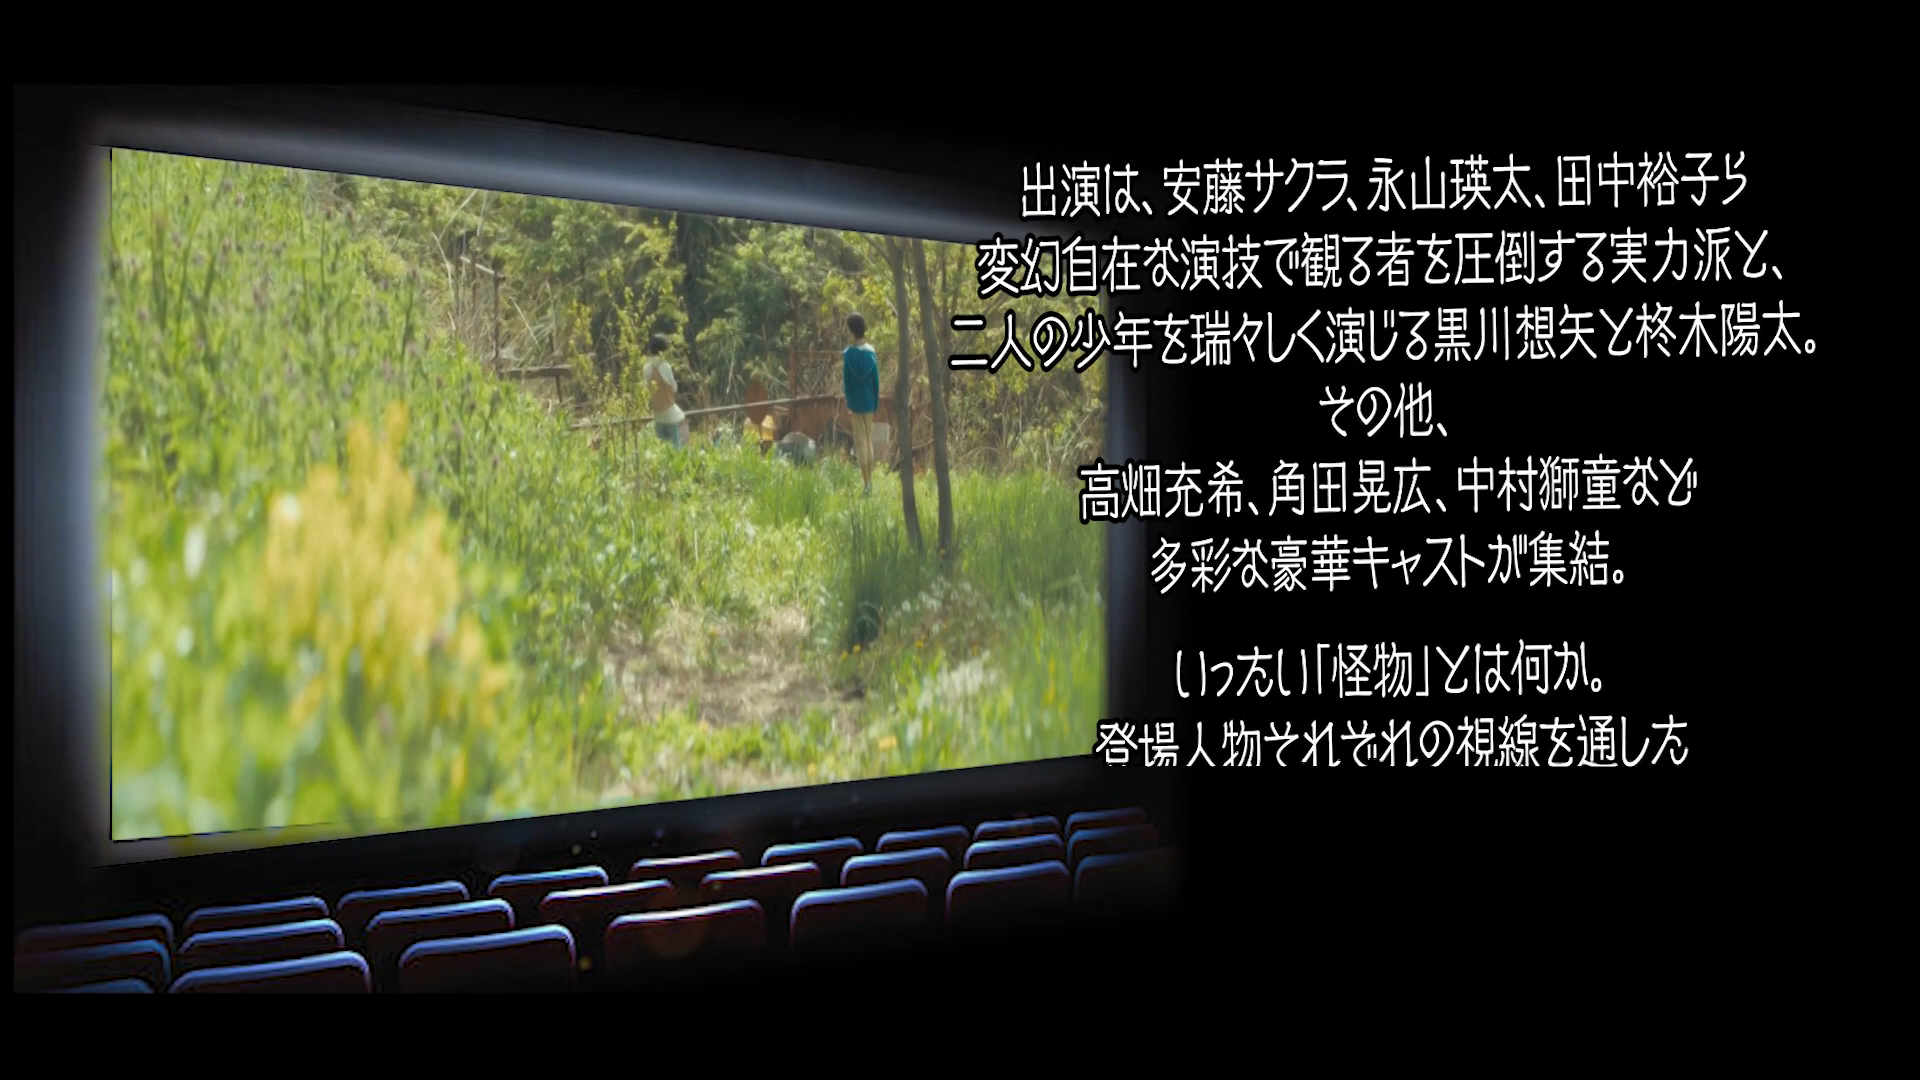 出演は、安藤サクラ、永山瑛太、田中裕子ら
変幻自在な演技で観る者を圧倒する実力派と、
二人の少年を瑞々しく演じる黒川想矢と柊木陽太。
その他、
高畑充希、角田晃広、中村獅童など
多彩な豪華キャストが集結。
いったい「怪物」とは何か。
登場人物それぞれの視線を通した